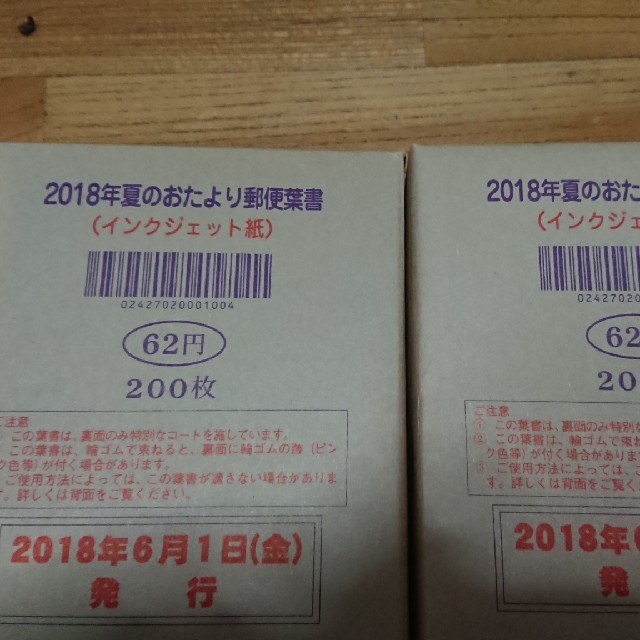 2018年夏のおたより郵便葉書
（インクジェット紙）
02427020001004
62円
200枚
ご注意
この葉書は、裏面のみ特別なコートを施しています。
この葉書は、輪ゴムで束ねると、裏面に輪ゴムの跡（ピン
ク色等）が付く場合があります。
ご使用方法によっては、この葉書が適さない場合がありま
す。詳しくは背面をご覧ください。
2018年6月1日(金)
発行
2018年夏のおた
（インクジェ
02427020
62
20
ご注意
① この葉書は、裏面のみ特別
② この葉書は、輪ゴムで束ね
ク色等）が付く場合があり
③ ご使用方法によっては、
す。詳しくは背面をご覧く
2018年
発